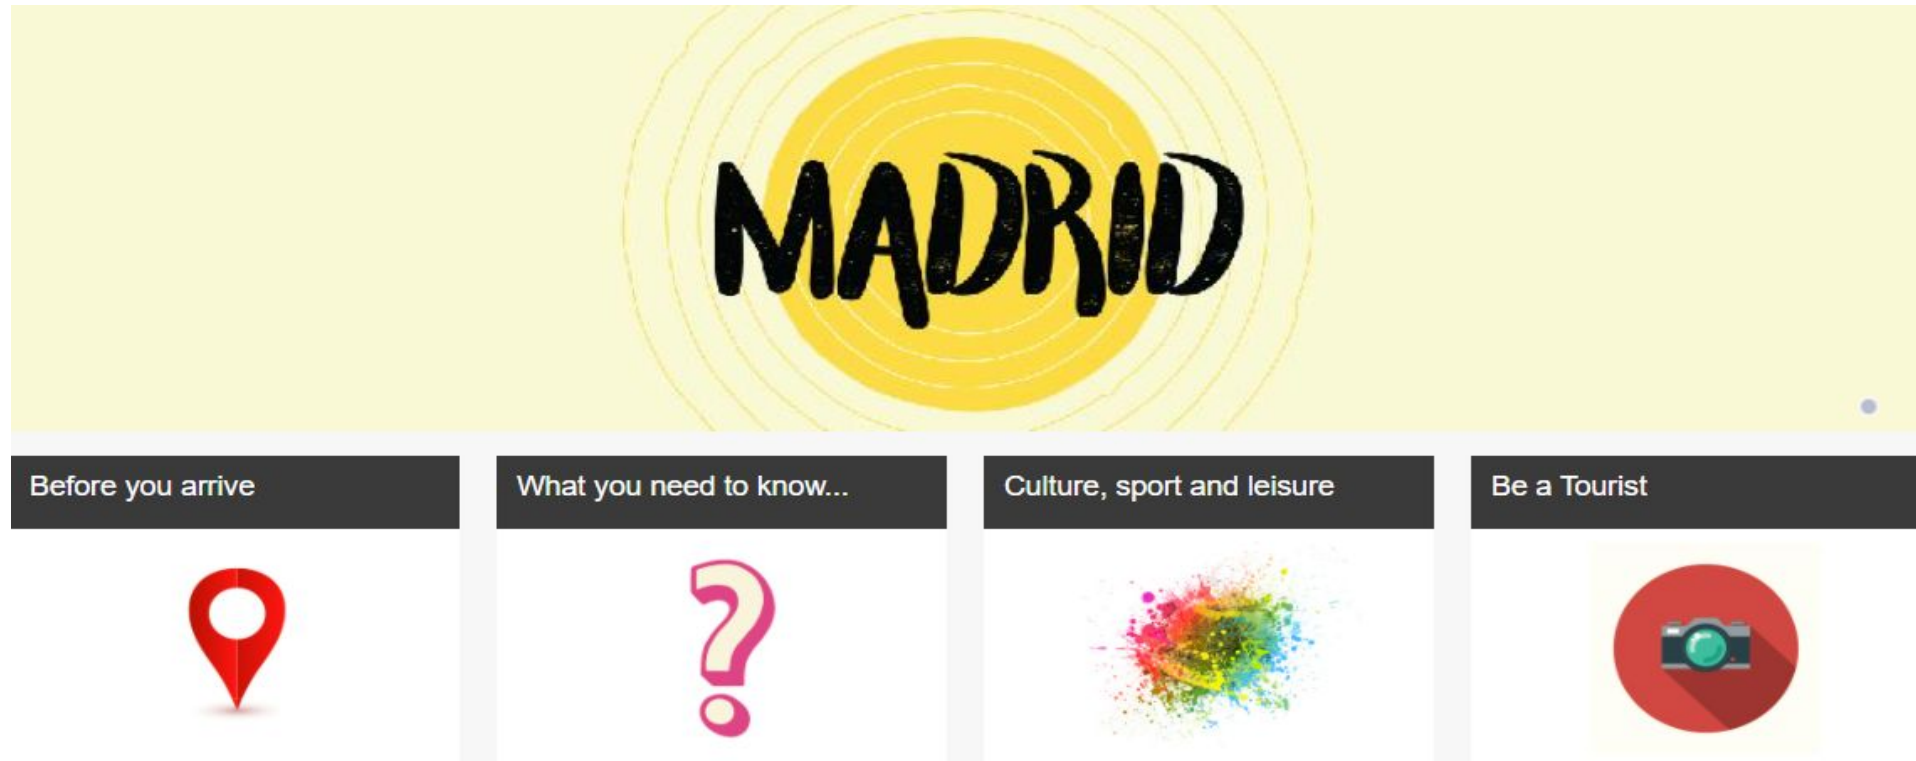 MADRID
Before you arrive
What you need to know...
Culture, sport and leisure
Be a Tourist